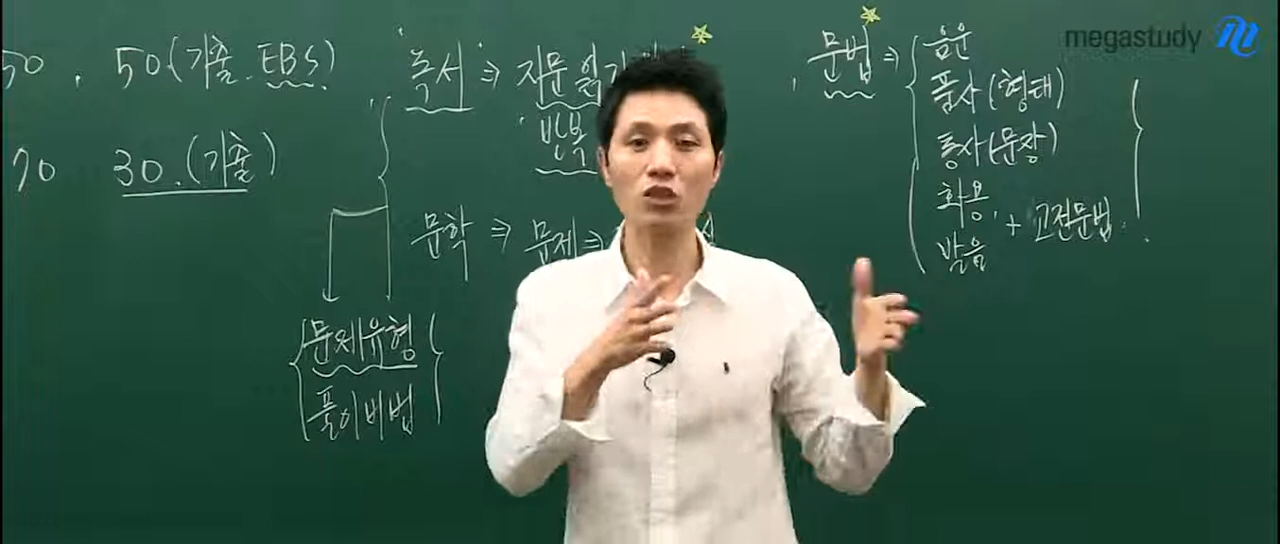 megastudy
50 . 50(기출. EBS)
70 30.(기출)
독서 ⇒ 지문 읽기
반복
문학 ⇒ 문제 ⇒
문제유형
풀이비법
문법 ⇒
음운
품사(형태)
통사(문장)
화용
발음
+ 고전문법